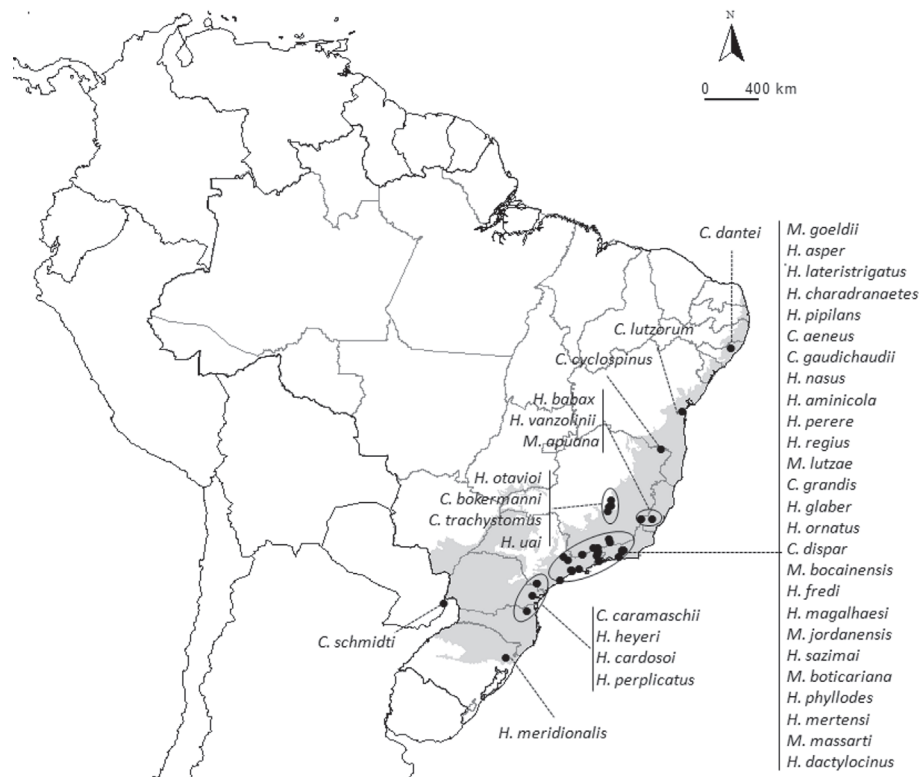 N
0 400 km
C. dantei
C. lutzorum
C. cyclospinus
H. babax
H. vanzolinii
M. apuana
H. otavioi
C. bokermanni
C. trachystomus
H. uai
C. schmidti
C. caramaschii
H. heyeri
H. cardosoi
H. perplicatus
H. meridionalis
M. goeldii
H. asper
H. lateristrigatus
H. charadranaetes
H. pipilans
C. aeneus
C. gaudichaudii
H. nasus
H. aminicola
H. perere
H. regius
M. lutzae
C. grandis
H. glaber
H. ornatus
C. dispar
M. bocainensis
H. fredi
H. magalhaesi
M. jordanensis
H. sazimai
M. boticariana
H. phyllodes
H. mertensi
M. massarti
H. dactylocinus